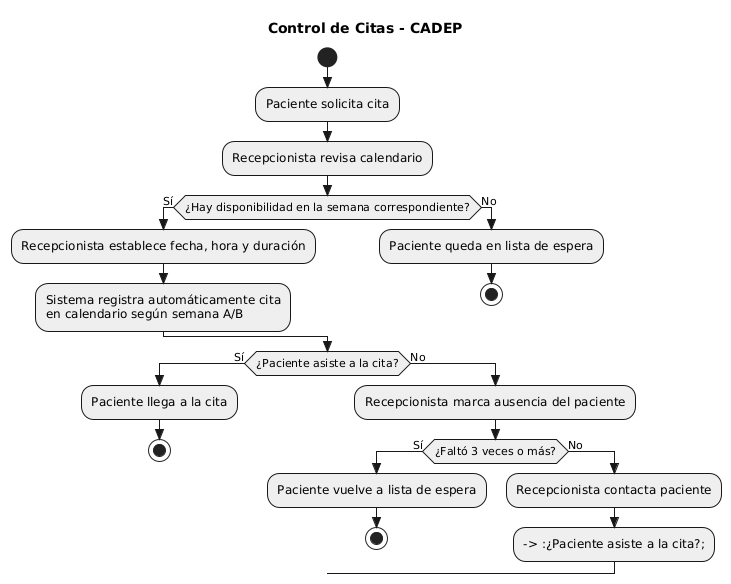 Control de Citas - CADEP
Paciente solicita cita
Recepcionista revisa calendario
Sí
¿Hay disponibilidad en la semana correspondiente?
No
Recepcionista establece fecha, hora y duración
Paciente queda en lista de espera
Sistema registra automáticamente cita
en calendario según semana A/B
Sí
¿Paciente asiste a la cita?
No
Paciente llega a la cita
Recepcionista marca ausencia del paciente
Sí
¿Faltó 3 veces o más?
No
Paciente vuelve a lista de espera
Recepcionista contacta paciente
-> :¿Paciente asiste a la cita?;